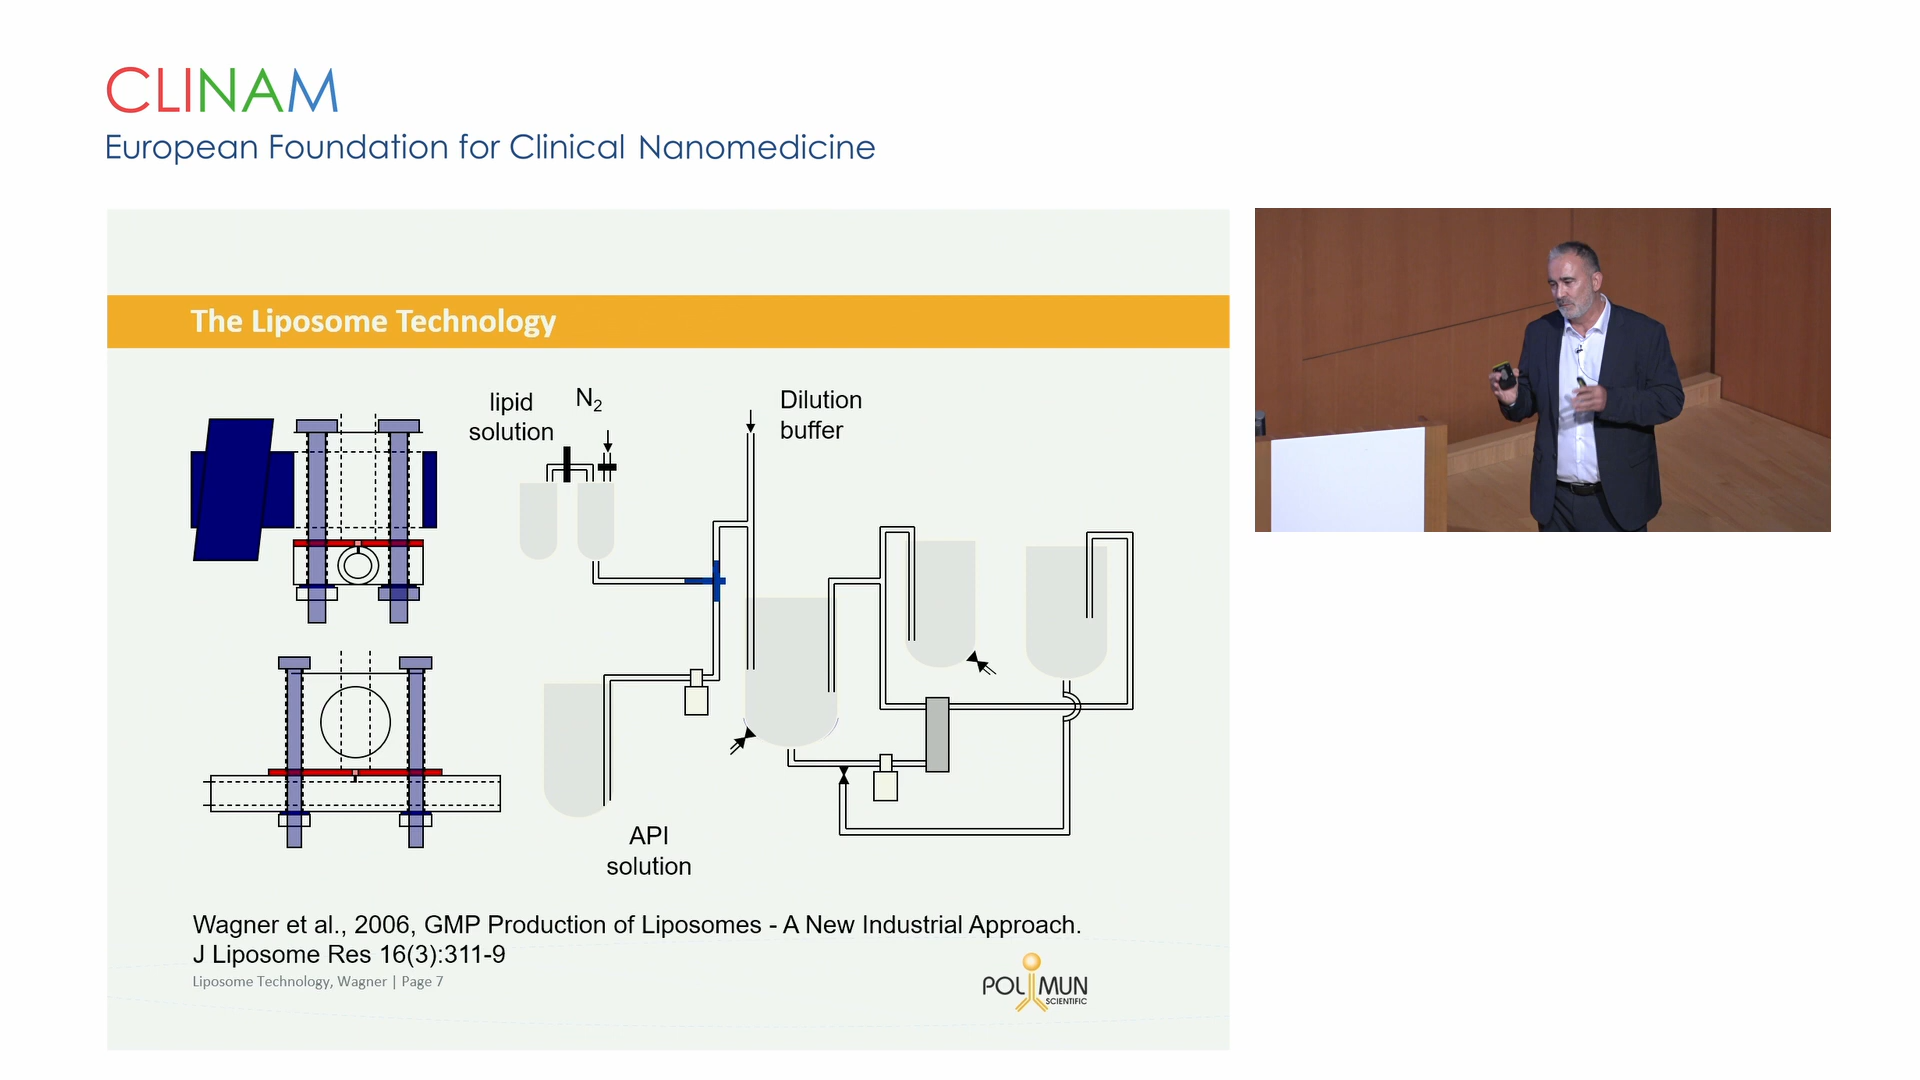 CLINAM
European Foundation for Clinical Nanomedicine
The Liposome Technology
lipid
solution
N2
Dilution
buffer
API
solution
Wagner et al., 2006, GMP Production of Liposomes - A New Industrial Approach.
J Liposome Res 16(3):311-9
Liposome Technology, Wagner | Page 7
POLIMUN
SCIENTIFIC